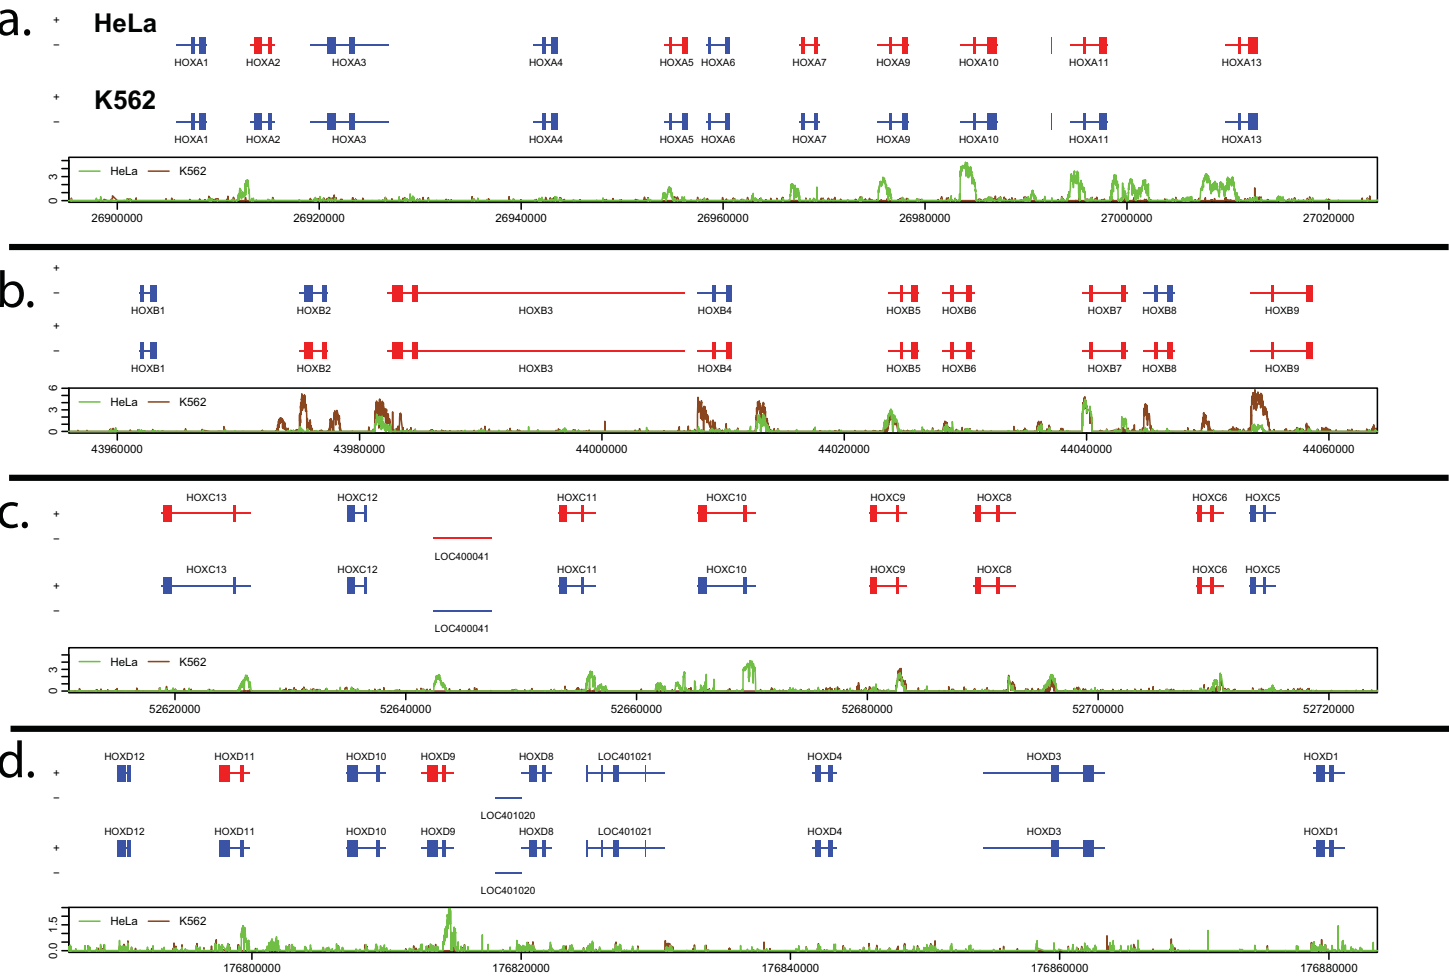 a. + HeLa
−
HOXA1 HOXA2 HOXA3 HOXA4 HOXA5 HOXA6 HOXA7 HOXA9 HOXA10 HOXA11 HOXA13
+ K562
−
HOXA1 HOXA2 HOXA3 HOXA4 HOXA5 HOXA6 HOXA7 HOXA9 HOXA10 HOXA11 HOXA13
HeLa K562
3
0
26900000 26920000 26940000 26960000 26980000 27000000 27020000
b. +
−
HOXB1 HOXB2 HOXB3 HOXB4 HOXB5 HOXB6 HOXB7 HOXB8 HOXB9
+
−
HOXB1 HOXB2 HOXB3 HOXB4 HOXB5 HOXB6 HOXB7 HOXB8 HOXB9
6
HeLa K562
3
0
43960000 43980000 44000000 44020000 44040000 44060000
HOXC13 HOXC12 HOXC11 HOXC10 HOXC9 HOXC8 HOXC6 HOXC5
c. +
−
LOC400041
HOXC13 HOXC12 HOXC11 HOXC10 HOXC9 HOXC8 HOXC6 HOXC5
+
−
LOC400041
HeLa K562
3
0
52620000 52640000 52660000 52680000 52700000 52720000
HOXD12 HOXD11 HOXD10 HOXD9 HOXD8 LOC401021 HOXD4 HOXD3 HOXD1
d. +
−
LOC401020
HOXD12 HOXD11 HOXD10 HOXD9 HOXD8 LOC401021 HOXD4 HOXD3 HOXD1
+
−
LOC401020
HeLa K562
1.5
0.0
176800000 176820000 176840000 176860000 176880000